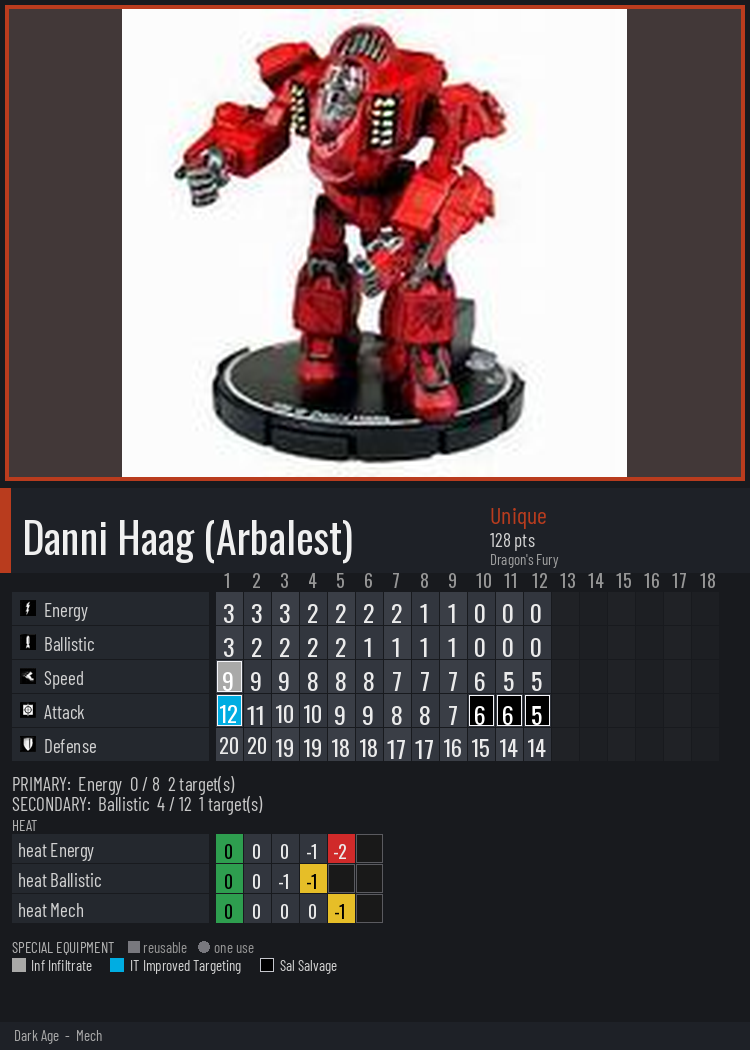 Danni Haag (Arbalest)
Unique
128 pts
Dragon's Fury
1 2 3 4 5 6 7 8 9 10 11 12 13 14 15 16 17 18
Energy 3 3 3 2 2 2 2 1 1 0 0 0
Ballistic 3 2 2 2 2 1 1 1 1 0 0 0
Speed 9 9 9 8 8 8 7 7 7 6 5 5
Attack 12 11 10 10 9 9 8 8 7 6 6 5
Defense 20 20 19 19 18 18 17 17 16 15 14 14
PRIMARY: Energy 0 / 8 2 target(s)
SECONDARY: Ballistic 4 / 12 1 target(s)
HEAT
heat Energy 0 0 0 -1 -2
heat Ballistic 0 0 -1 -1
heat Mech 0 0 0 0 -1
SPECIAL EQUIPMENT reusable one use
Inf Infiltrate IT Improved Targeting Sal Salvage
Dark Age - Mech